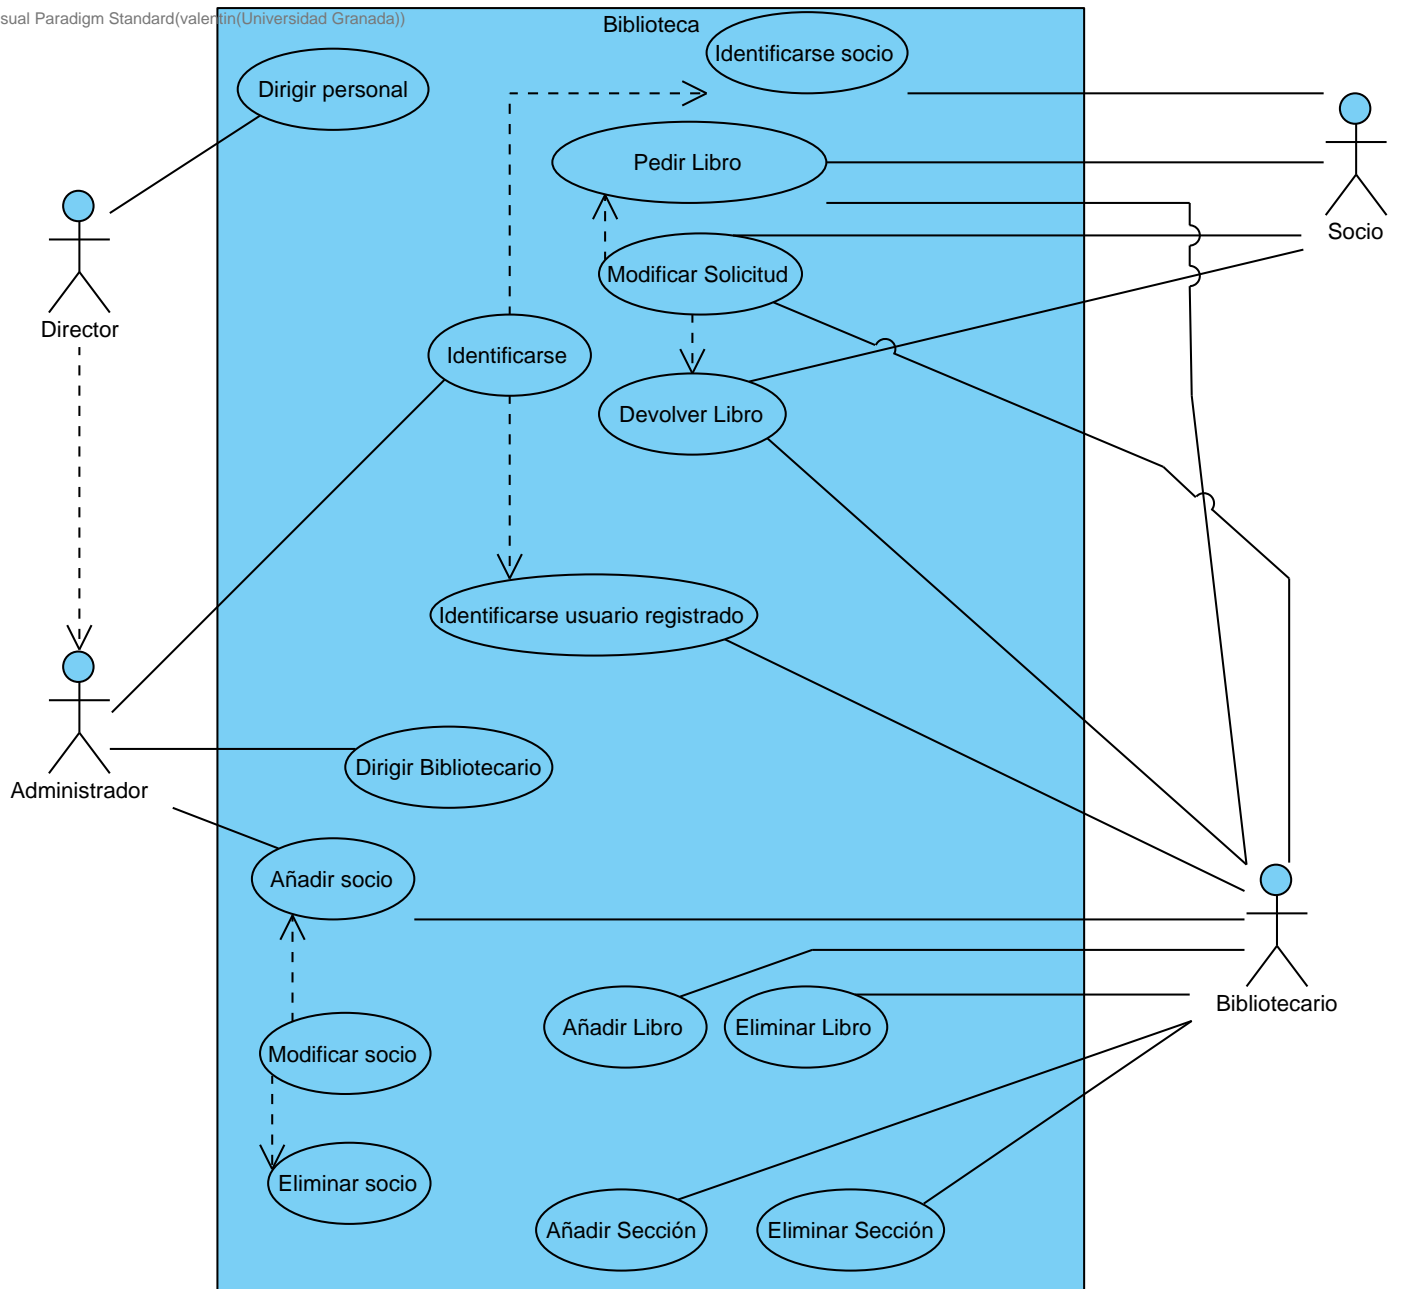 sual Paradigm Standard(valentin(Universidad Granada))
Biblioteca
Identificarse socio
Dirigir personal
Pedir Libro
Socio
Modificar Solicitud
Director
Identificarse
Devolver Libro
Identificarse usuario registrado
Dirigir Bibliotecario
Administrador
Añadir socio
Bibliotecario
Añadir Libro
Eliminar Libro
Modificar socio
Eliminar socio
Añadir Sección
Eliminar Sección